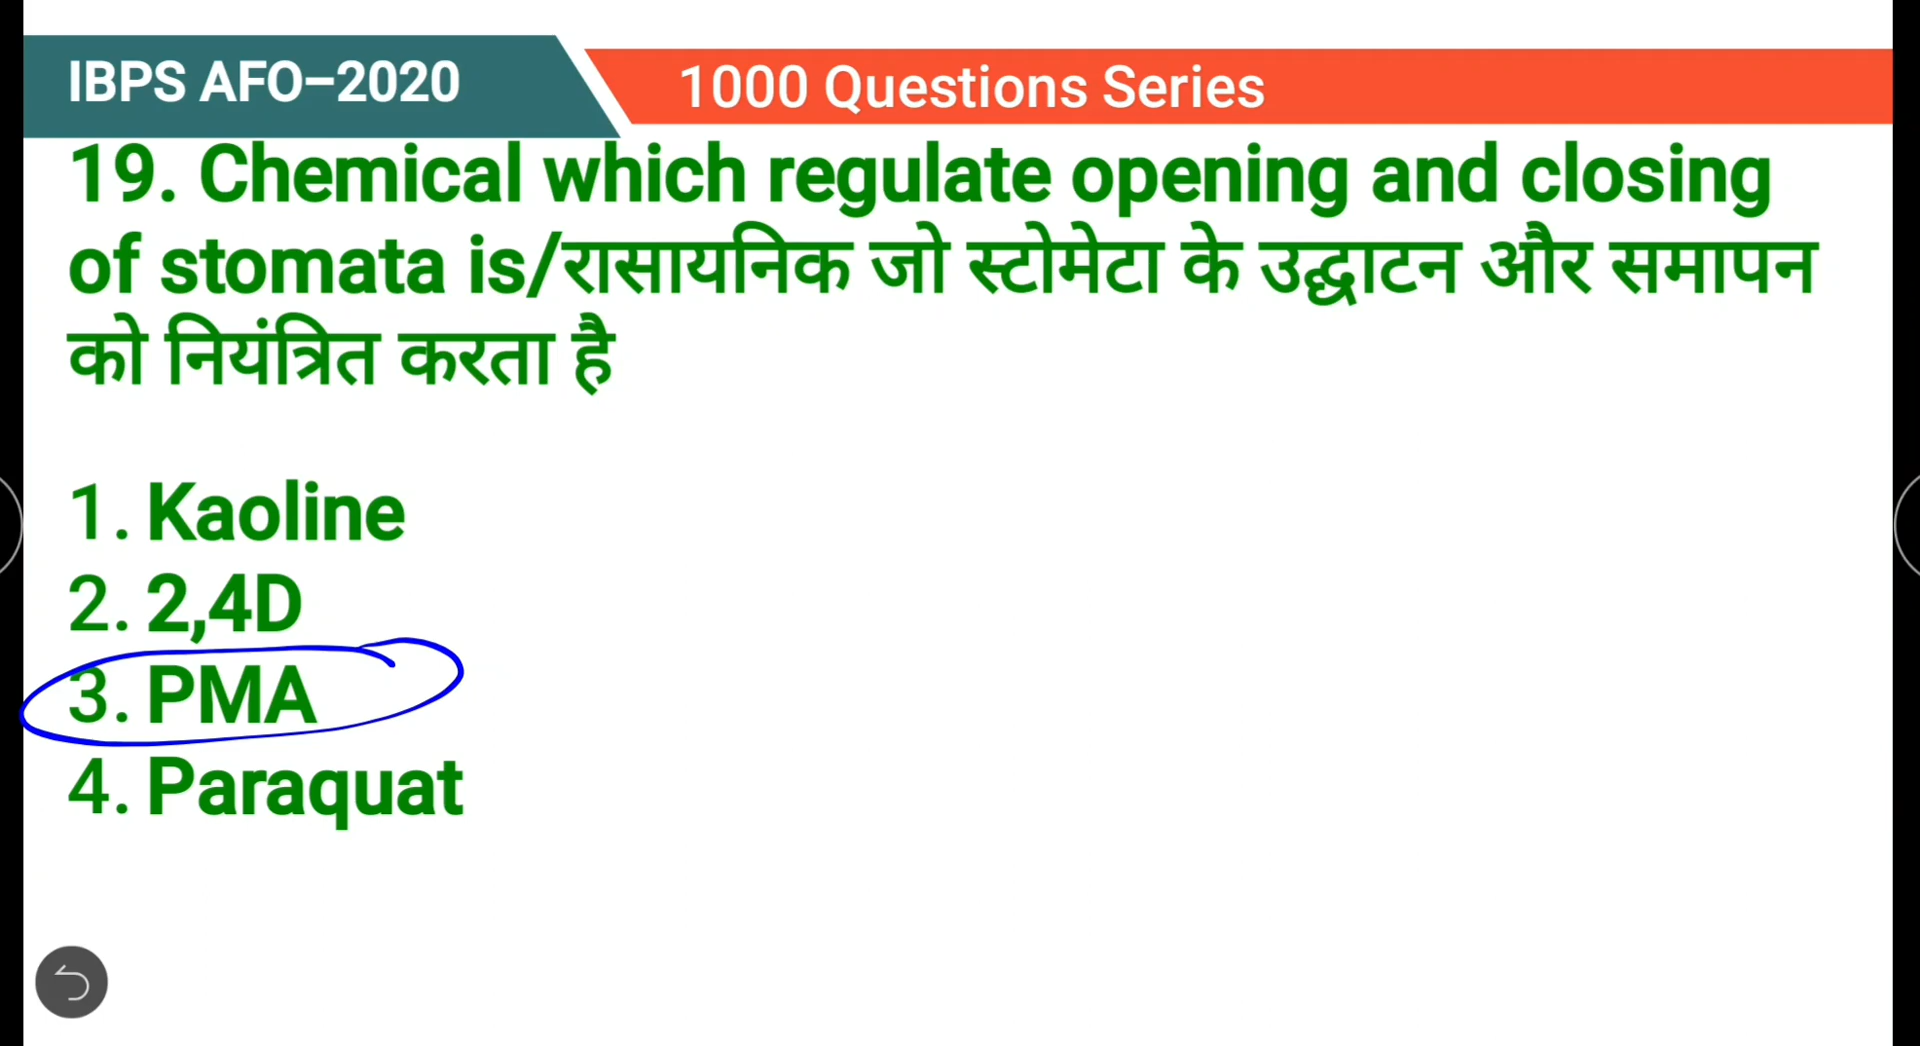 IBPS AFO–2020
1000 Questions Series
19. Chemical which regulate opening and closing
of stomata is/रासायनिक जो स्टोमेटा के उद्घाटन और समापन
को नियंत्रित करता है
1. Kaoline
2. 2,4D
3. PMA
4. Paraquat